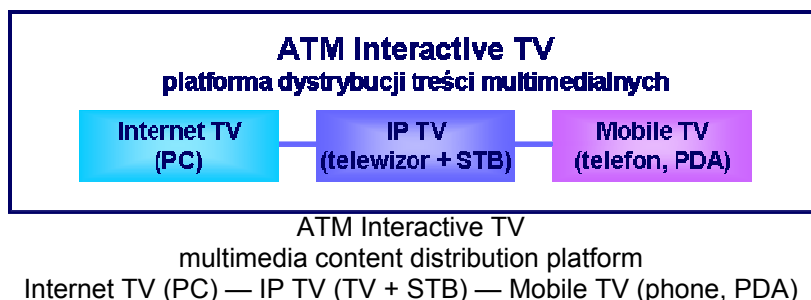 ATM Interactive TV
platforma dystrybucji treści multimedialnych
Internet TV
(PC)
IP TV
(telewizor + STB)
Mobile TV
(telefon, PDA)
ATM Interactive TV
multimedia content distribution platform
Internet TV (PC) — IP TV (TV + STB) — Mobile TV (phone, PDA)